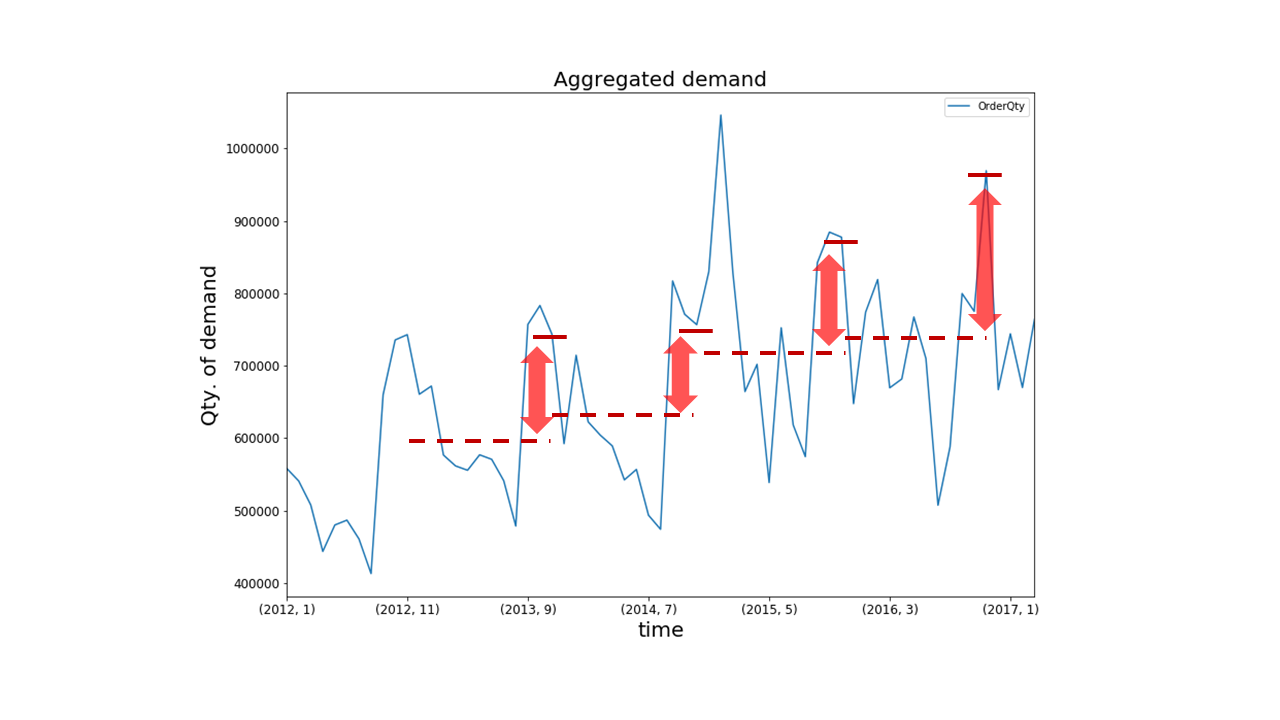 Aggregated demand
OrderQty
1000000
900000
800000
700000
600000
500000
400000
Qty. of demand
(2012, 1) (2012, 11) (2013, 9) (2014, 7) (2015, 5) (2016, 3) (2017, 1)
time